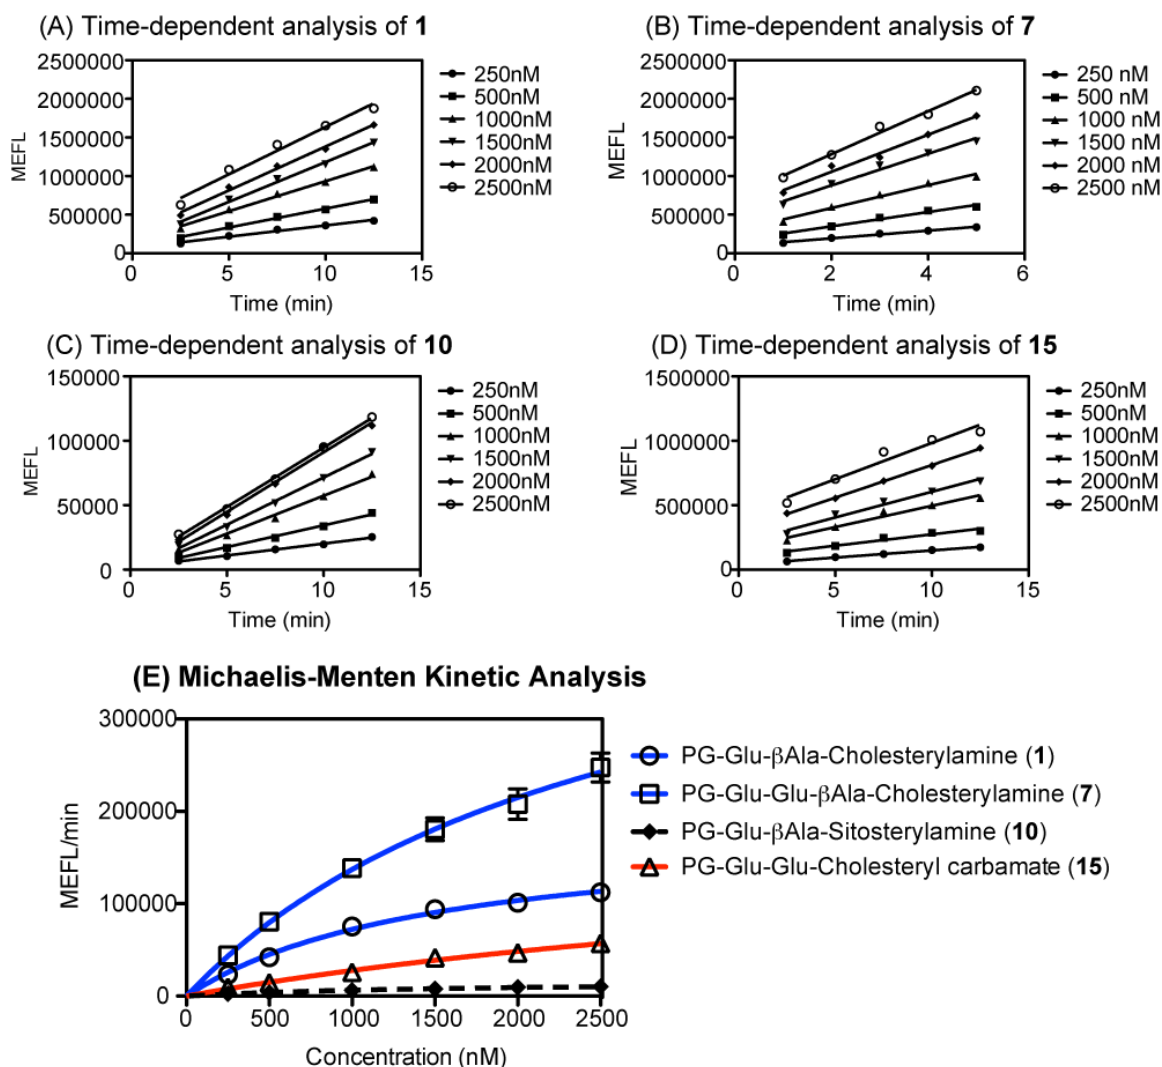 (A) Time-dependent analysis of 1
2500000
2000000
1500000
1000000
500000
0
MEFL
0 5 10 15
Time (min)
250nM
500nM
1000nM
1500nM
2000nM
2500nM
(B) Time-dependent analysis of 7
2500000
2000000
1500000
1000000
500000
0
MEFL
0 2 4 6
Time (min)
250 nM
500 nM
1000 nM
1500 nM
2000 nM
2500 nM
(C) Time-dependent analysis of 10
150000
100000
50000
0
MEFL
0 5 10 15
Time (min)
250nM
500nM
1000nM
1500nM
2000nM
2500nM
(D) Time-dependent analysis of 15
1500000
1000000
500000
0
MEFL
0 5 10 15
Time (min)
250nM
500nM
1000nM
1500nM
2000nM
2500nM
(E) Michaelis-Menten Kinetic Analysis
300000
200000
100000
0
MEFL/min
0 500 1000 1500 2000 2500
Concentration (nM)
PG-Glu-βAla-Cholesterylamine (1)
PG-Glu-Glu-βAla-Cholesterylamine (7)
PG-Glu-βAla-Sitosterylamine (10)
PG-Glu-Glu-Cholesteryl carbamate (15)